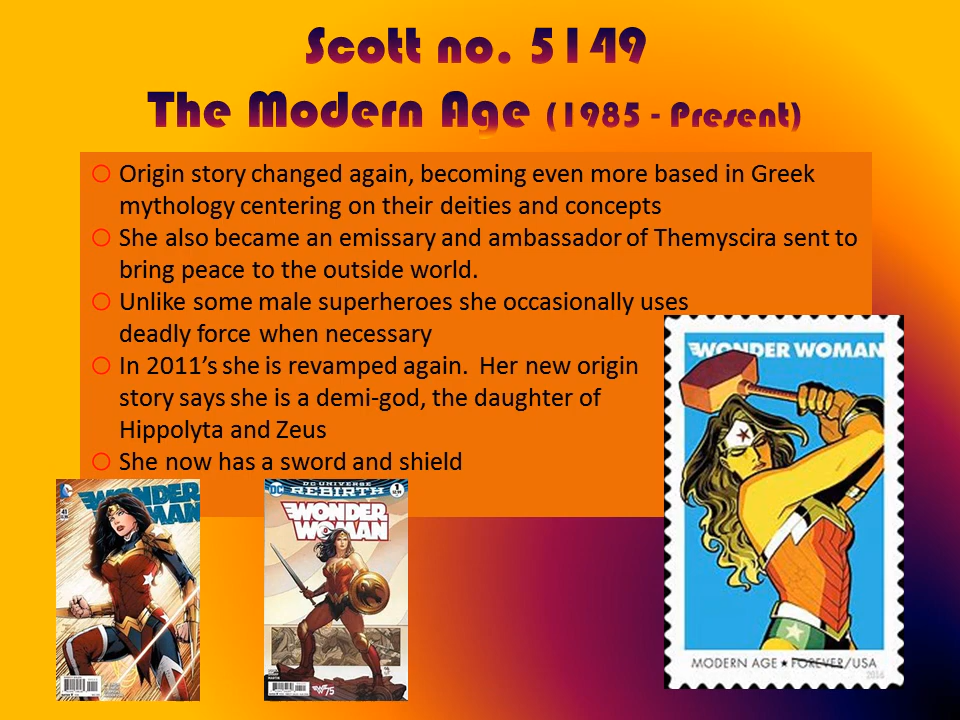 Scott no. 5149
The Modern Age (1985 - Present)
Origin story changed again, becoming even more based in Greek
mythology centering on their deities and concepts
She also became an emissary and ambassador of Themyscira sent to
bring peace to the outside world.
Unlike some male superheroes she occasionally uses
deadly force when necessary
In 2011’s she is revamped again.  Her new origin
story says she is a demi-god, the daughter of
Hippolyta and Zeus
She now has a sword and shield
WONDER
WOMAN
41
DC UNIVERSE
REBIRTH
1
WONDER
WOMAN
75
WONDER WOMAN
MODERN AGE ★ FOREVER/USA
2016